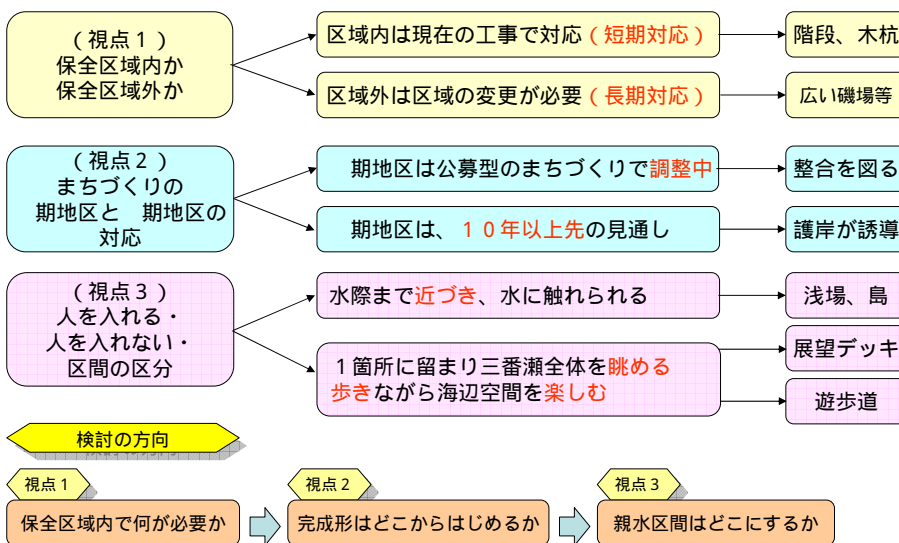 (視点1)
保全区域内か
保全区域外か
区域内は現在の工事で対応(短期対応)
階段、木杭
区域外は区域の変更が必要(長期対応)
広い磯場等
(視点2)
まちづくりの
期地区と　期地区の
対応
期地区は公募型のまちづくりで調整中
整合を図る
期地区は、10年以上先の見通し
護岸が誘導
(視点3)
人を入れる・
人を入れない・
区間の区分
水際まで近づき、水に触れられる
浅場、島
1箇所に留まり三番瀬全体を眺める
歩きながら海辺空間を楽しむ
展望デッキ
遊歩道
検討の方向
視点1
保全区域内で何が必要か
視点2
完成形はどこからはじめるか
視点3
親水区間はどこにするか